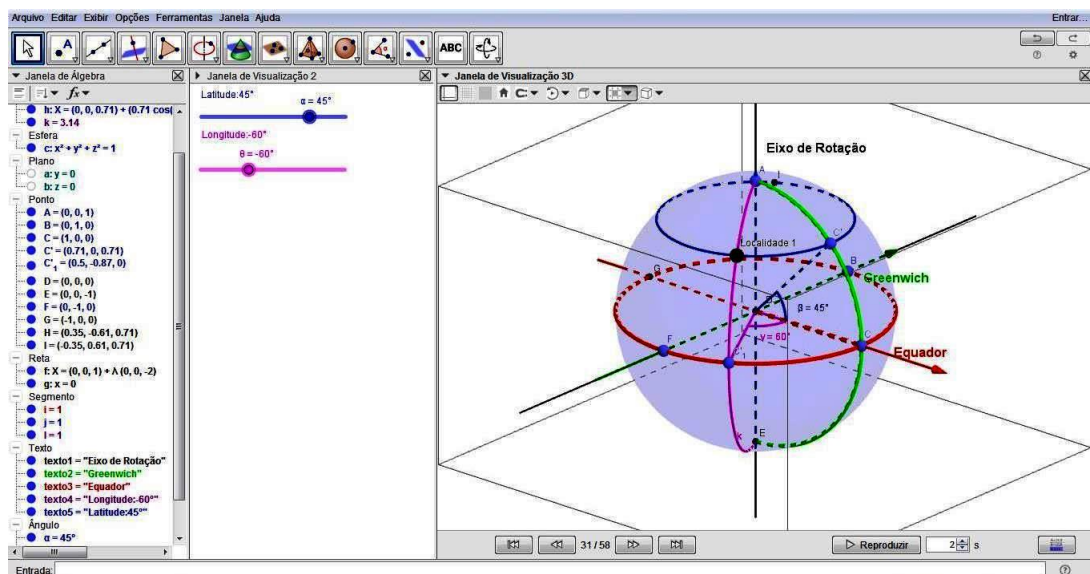 Arquivo Editar Exibir Opções Ferramentas Janela Ajuda
Entrar...
ABC
Janela de Álgebra
Janela de Visualização 2
Janela de Visualização 3D
h: X = (0, 0, 0.71) + (0.71 cos(
k = 3.14
Esfera
c: x² + y² + z² = 1
Plano
a: y = 0
b: z = 0
Ponto
A = (0, 0, 1)
B = (0, 1, 0)
C = (1, 0, 0)
C' = (0.71, 0, 0.71)
C'₁ = (0.5, -0.87, 0)
D = (0, 0, 0)
E = (0, 0, -1)
F = (0, -1, 0)
G = (-1, 0, 0)
H = (0.35, -0.61, 0.71)
I = (-0.35, 0.61, 0.71)
Reta
f: X = (0, 0, 1) + λ (0, 0, -2)
g: x = 0
Segmento
i = 1
j = 1
l = 1
Texto
texto1 = "Eixo de Rotação"
texto2 = "Greenwich"
texto3 = "Equador"
texto4 = "Longitude:-60°"
texto5 = "Latitude:45°"
Ângulo
α = 45°
Latitude:45°
α = 45°
Longitude:-60°
θ = -60°
Eixo de Rotação
A
I
C'
Localidade 1
G
B
Greenwich
β = 45°
γ = 60°
F
C
Equador
k
E
31 / 58
Reproduzir
2
s
Entrada: